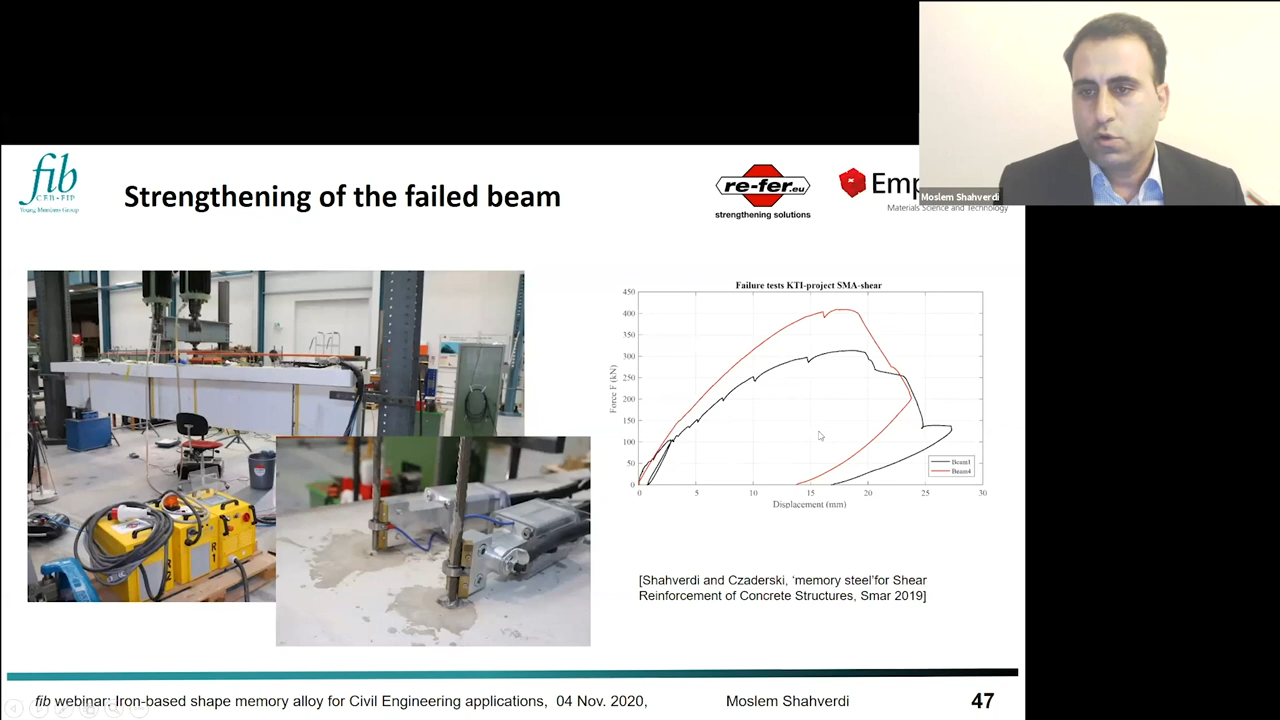 Moslem Shahverdi
fib
CEB-FIP
Young Members Group
Strengthening of the failed beam
re-fer.eu
strengthening solutions
Emp
Materials Science and Technology
Failure tests KTI-project SMA-shear
450
400
350
300
250
200
150
100
50
0
Force F (kN)
0 5 10 15 20 25 30
Displacement (mm)
Beam1
Beam4
R 2
R 1
[Shahverdi and Czaderski, ‘memory steel’for Shear
Reinforcement of Concrete Structures, Smar 2019]
fib webinar: Iron-based shape memory alloy for Civil Engineering applications, 04 Nov. 2020, Moslem Shahverdi 47